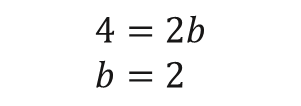 4 = 2b
b = 2